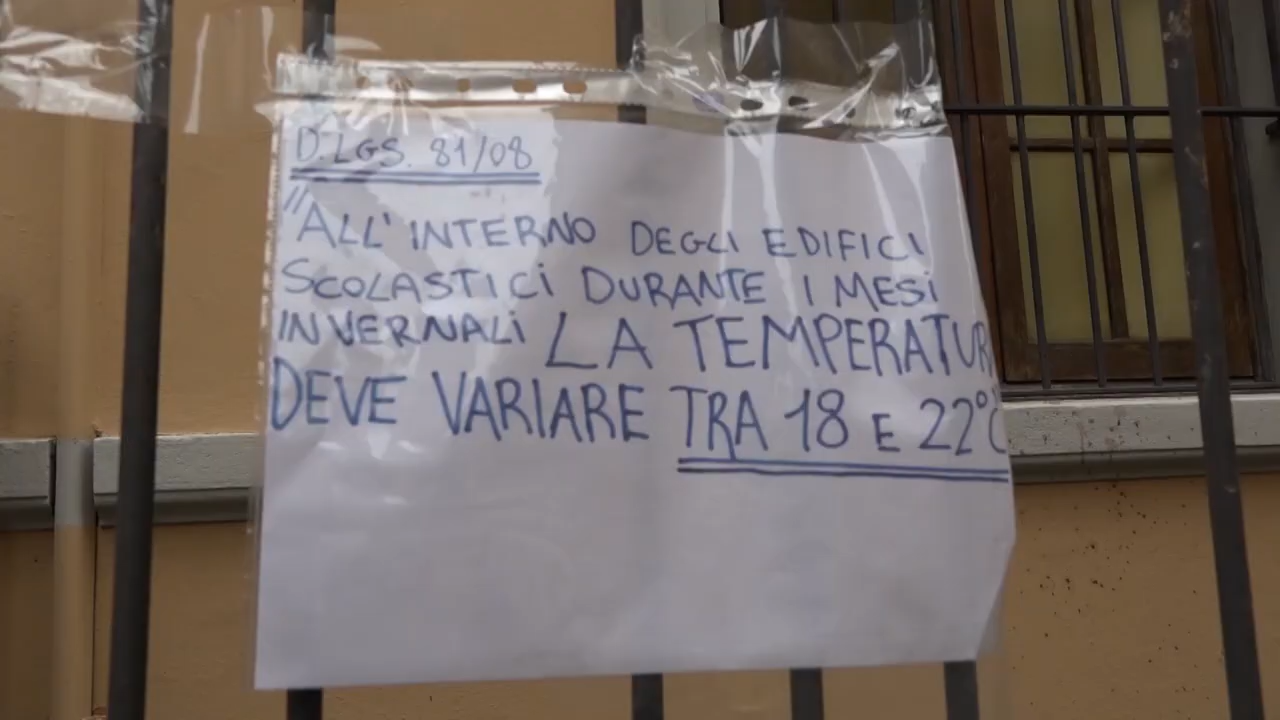 D.LGS. 81/08
"ALL'INTERNO DEGLI EDIFICI
SCOLASTICI DURANTE I MESI
INVERNALI LA TEMPERATUR
DEVE VARIARE TRA 18 E 22°C